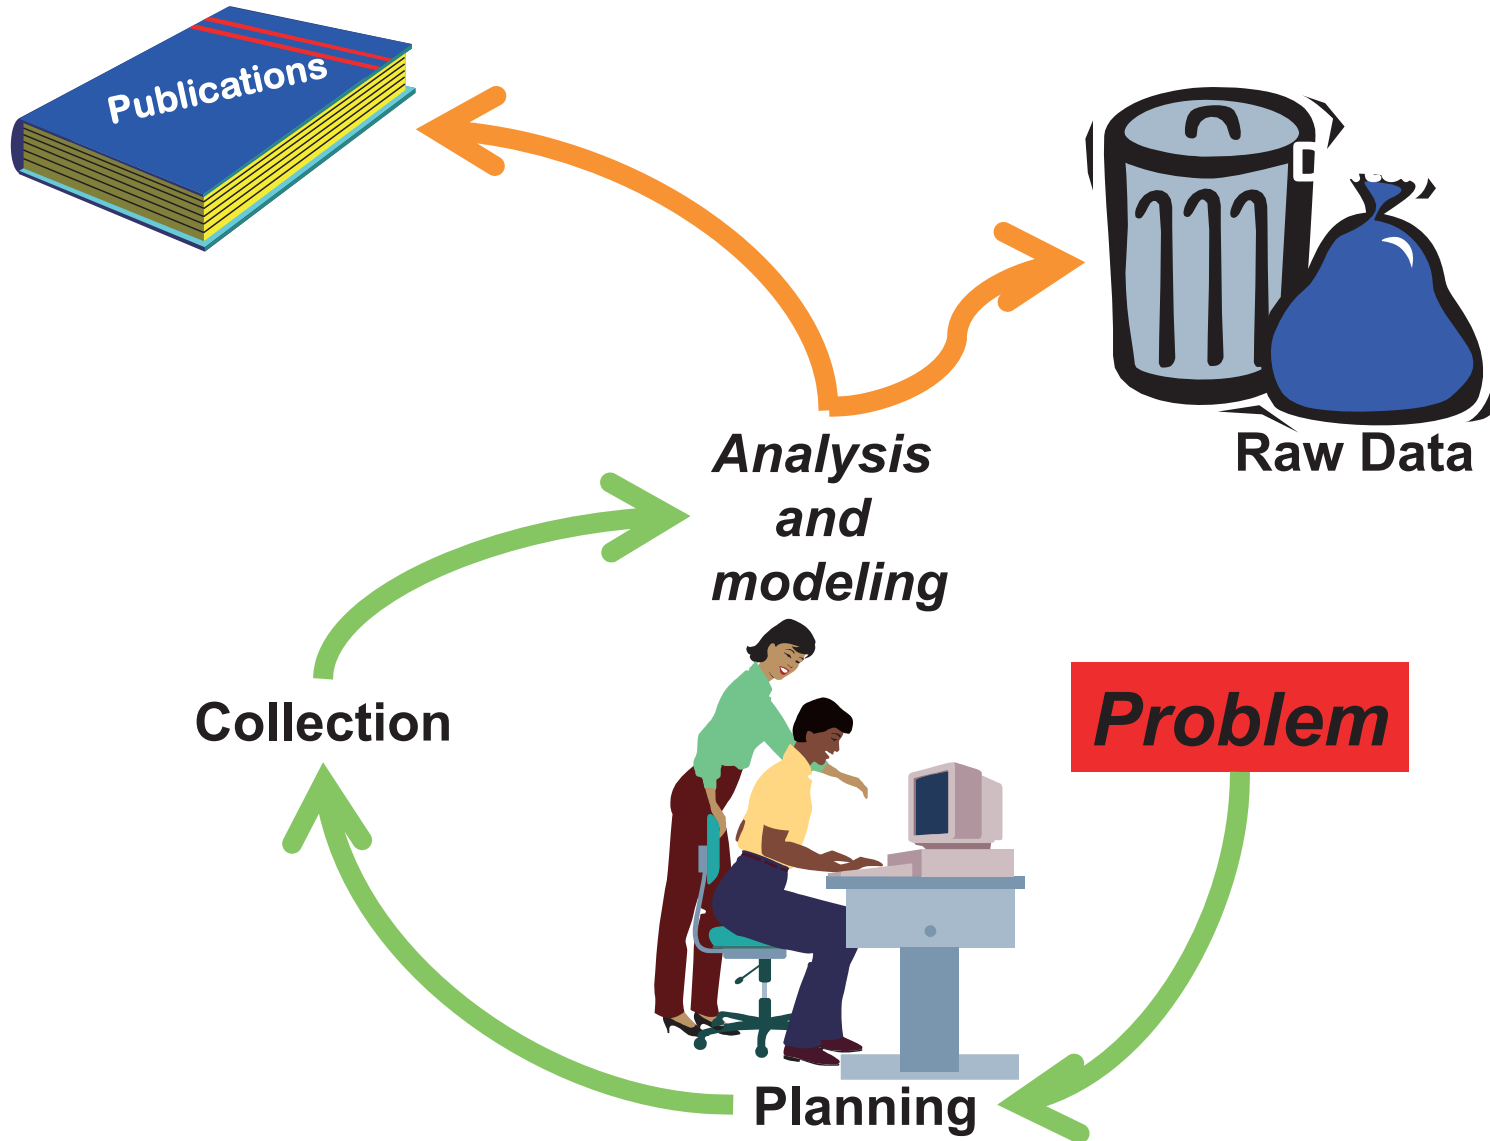 Publications
Raw Data
Analysis
and
modeling
Collection
Problem
Planning